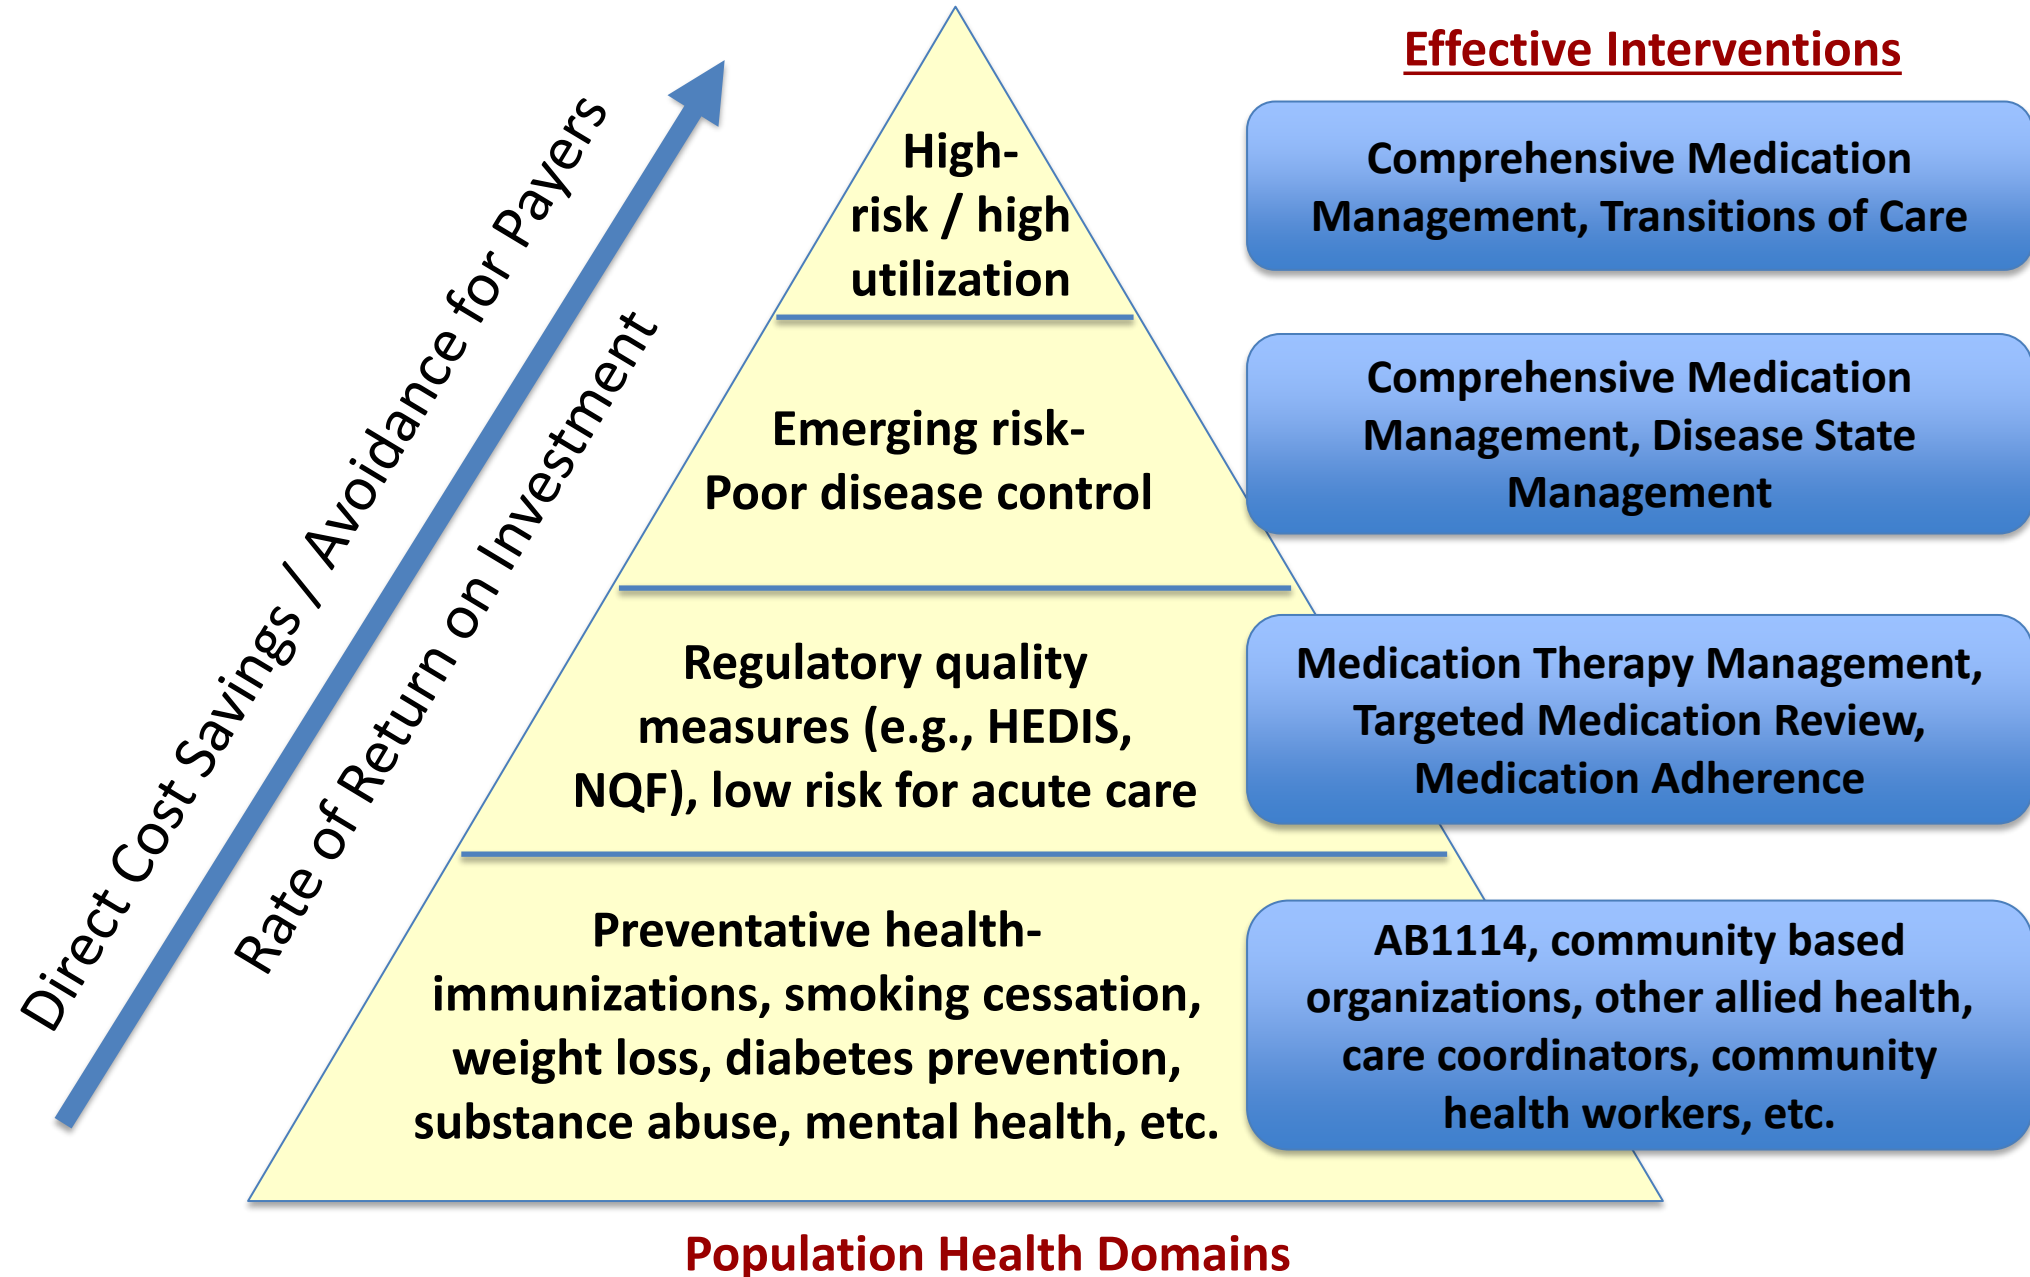 Direct Cost Savings / Avoidance for Payers
Rate of Return on Investment
High-
risk / high
utilization
Emerging risk-
Poor disease control
Regulatory quality
measures (e.g., HEDIS,
NQF), low risk for acute care
Preventative health-
immunizations, smoking cessation,
weight loss, diabetes prevention,
substance abuse, mental health, etc.
Population Health Domains
Effective Interventions
Comprehensive Medication
Management, Transitions of Care
Comprehensive Medication
Management, Disease State
Management
Medication Therapy Management,
Targeted Medication Review,
Medication Adherence
AB1114, community based
organizations, other allied health,
care coordinators, community
health workers, etc.